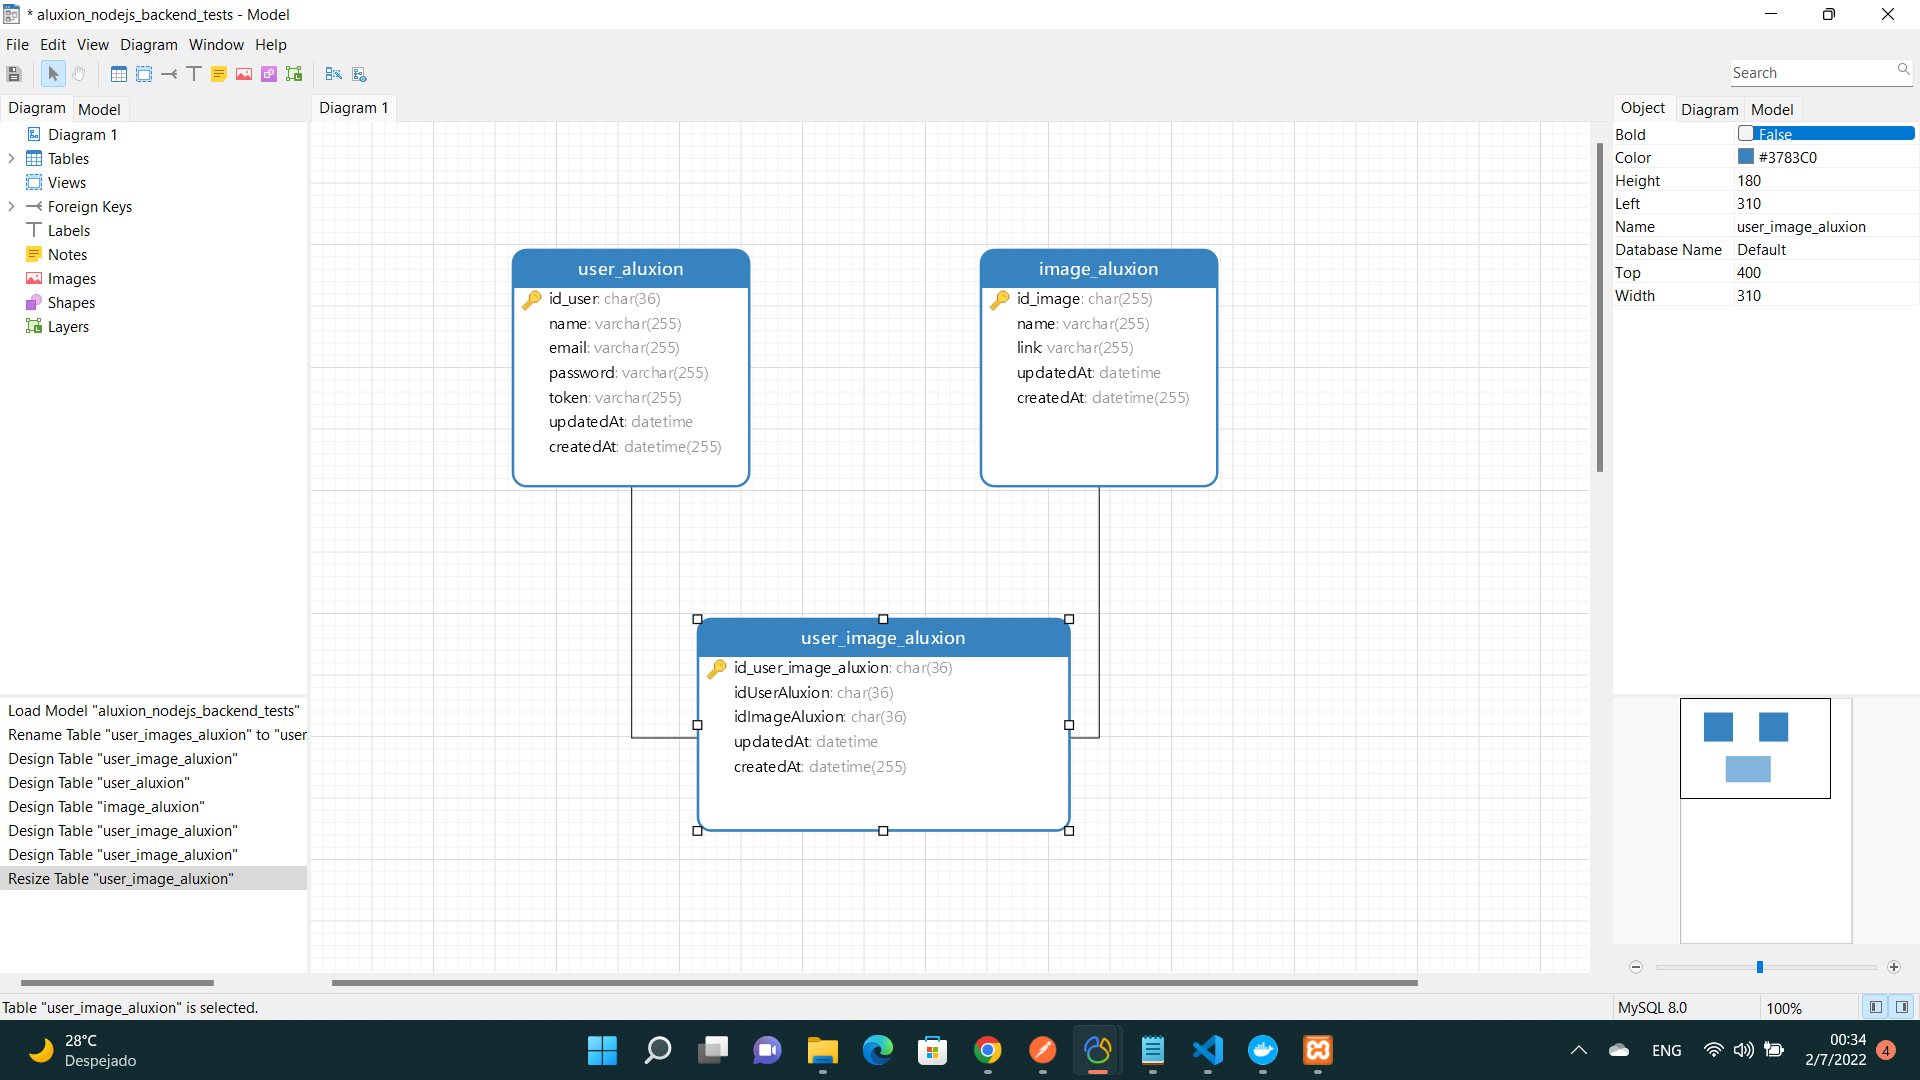 * aluxion_nodejs_backend_tests - Model
File Edit View Diagram Window Help
Search
Diagram Model
Diagram 1
Tables
Views
Foreign Keys
Labels
Notes
Images
Shapes
Layers
Load Model "aluxion_nodejs_backend_tests"
Rename Table "user_images_aluxion" to "user
Design Table "user_image_aluxion"
Design Table "user_aluxion"
Design Table "image_aluxion"
Design Table "user_image_aluxion"
Design Table "user_image_aluxion"
Resize Table "user_image_aluxion"
Diagram 1
user_aluxion
id_user: char(36)
name: varchar(255)
email: varchar(255)
password: varchar(255)
token: varchar(255)
updatedAt: datetime
createdAt: datetime(255)
image_aluxion
id_image: char(255)
name: varchar(255)
link: varchar(255)
updatedAt: datetime
createdAt: datetime(255)
user_image_aluxion
id_user_image_aluxion: char(36)
idUserAluxion: char(36)
idImageAluxion: char(36)
updatedAt: datetime
createdAt: datetime(255)
Object Diagram Model
Bold False
Color #3783C0
Height 180
Left 310
Name user_image_aluxion
Database Name Default
Top 400
Width 310
Table "user_image_aluxion" is selected.
MySQL 8.0
100%
28°C
Despejado
ENG
00:34
2/7/2022
4